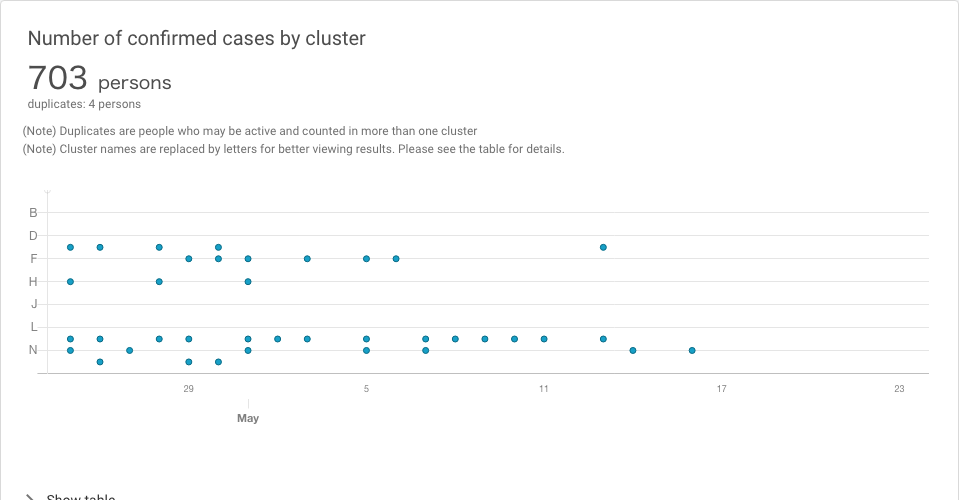 Number of confirmed cases by cluster
703 persons
duplicates: 4 persons
(Note) Duplicates are people who may be active and counted in more than one cluster
(Note) Cluster names are replaced by letters for better viewing results. Please see the table for details.
B
D
F
H
J
L
N
29 5 11 17 23
May
Show table